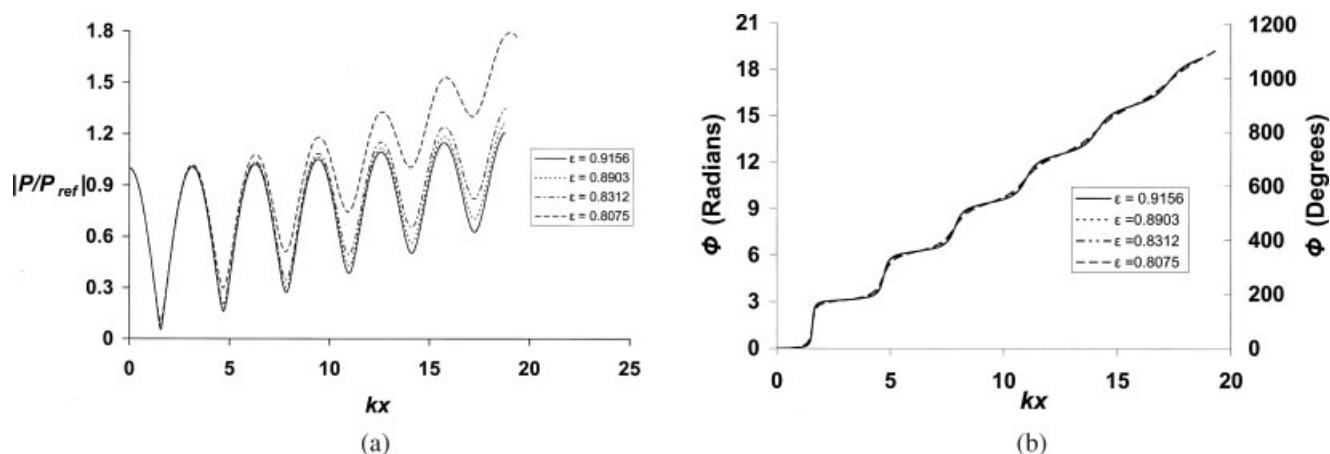 1.8
1.5
1.2
0.9
0.6
0.3
0
|P/P ref|
0 5 10 15 20 25
kx
ε = 0.9156
ε = 0.8903
ε = 0.8312
ε = 0.8075
(a)
21
18
15
12
9
6
3
0
Φ (Radians)
0 5 10 15 20
kx
1200
1000
800
600
400
200
0
Φ (Degrees)
ε = 0.9156
ε =0.8903
ε =0.8312
ε =0.8075
(b)